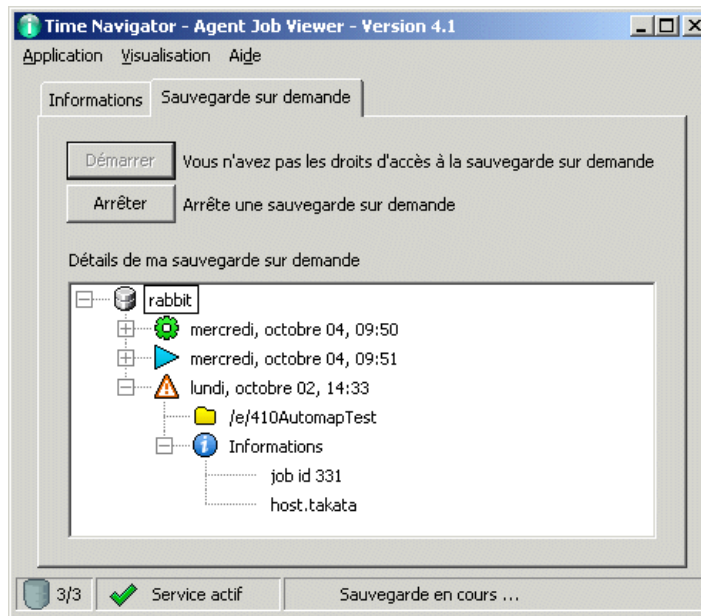 Time Navigator - Agent Job Viewer - Version 4.1
Application Visualisation Aide
Informations Sauvegarde sur demande
Démarrer Vous n'avez pas les droits d'accès à la sauvegarde sur demande
Arrêter Arrête une sauvegarde sur demande
Détails de ma sauvegarde sur demande
rabbit
mercredi, octobre 04, 09:50
mercredi, octobre 04, 09:51
lundi, octobre 02, 14:33
/e/410AutomapTest
Informations
job id 331
host.takata
3/3 Service actif Sauvegarde en cours ...